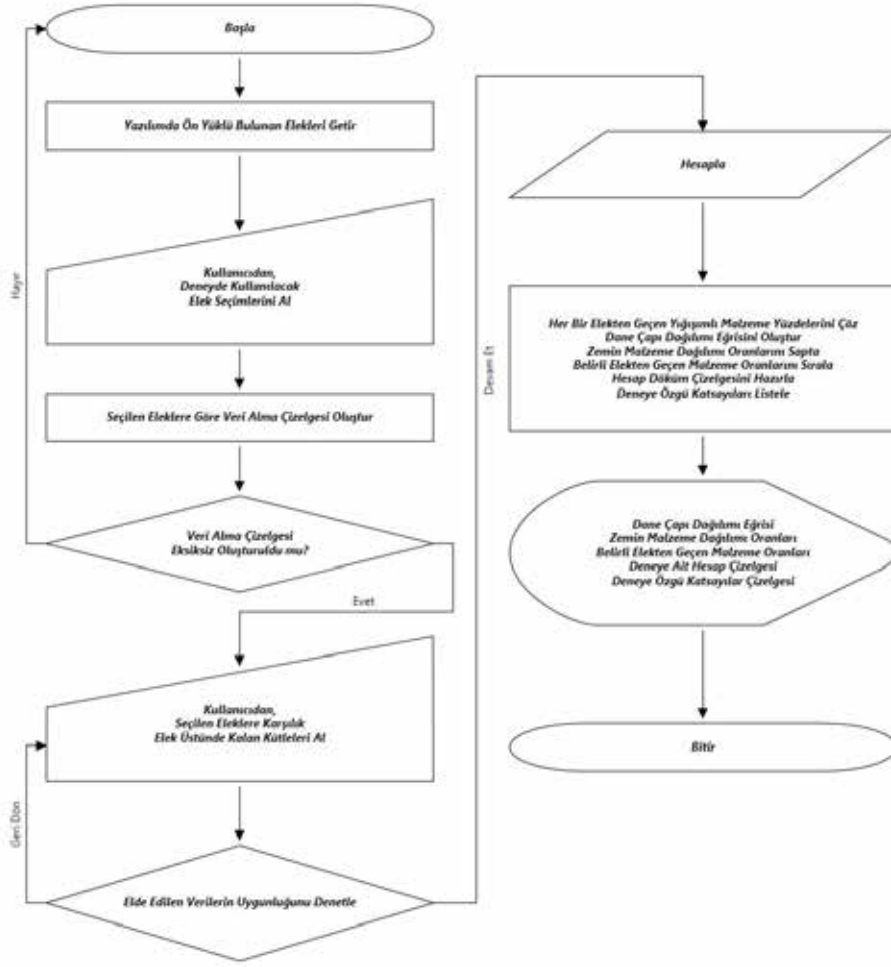 Başla
Yazılımda Ön Yüklü Bulunan Elekleri Getir
Kullanıcıdan,
Deneyde Kullanılacak
Elek Seçimlerini Al
Seçilen Eleklere Göre Veri Alma Çizelgesi Oluştur
Veri Alma Çizelgesi
Eksiksiz Oluşturuldu mu?
Hayır
Evet
Kullanıcıdan,
Seçilen Eleklere Karşılık
Elek Üstünde Kalan Kütleleri Al
Elde Edilen Verilerin Uygunluğunu Denetle
Geri Dön
Devam Et
Hesapla
Her Bir Elekten Geçen Yığışımlı Malzeme Yüzdelerini Çöz
Dane Çapı Dağılımı Eğrisini Oluştur
Zemin Malzeme Dağılımı Oranlarını Sapta
Belirli Elekten Geçen Malzeme Oranlarını Sırala
Hesap Döküm Çizelgesini Hazırla
Deneye Özgü Katsayıları Listele
Dane Çapı Dağılımı Eğrisi
Zemin Malzeme Dağılımı Oranları
Belirli Elekten Geçen Malzeme Oranları
Deneye Ait Hesap Çizelgesi
Deneye Özgü Katsayılar Çizelgesi
Bitir